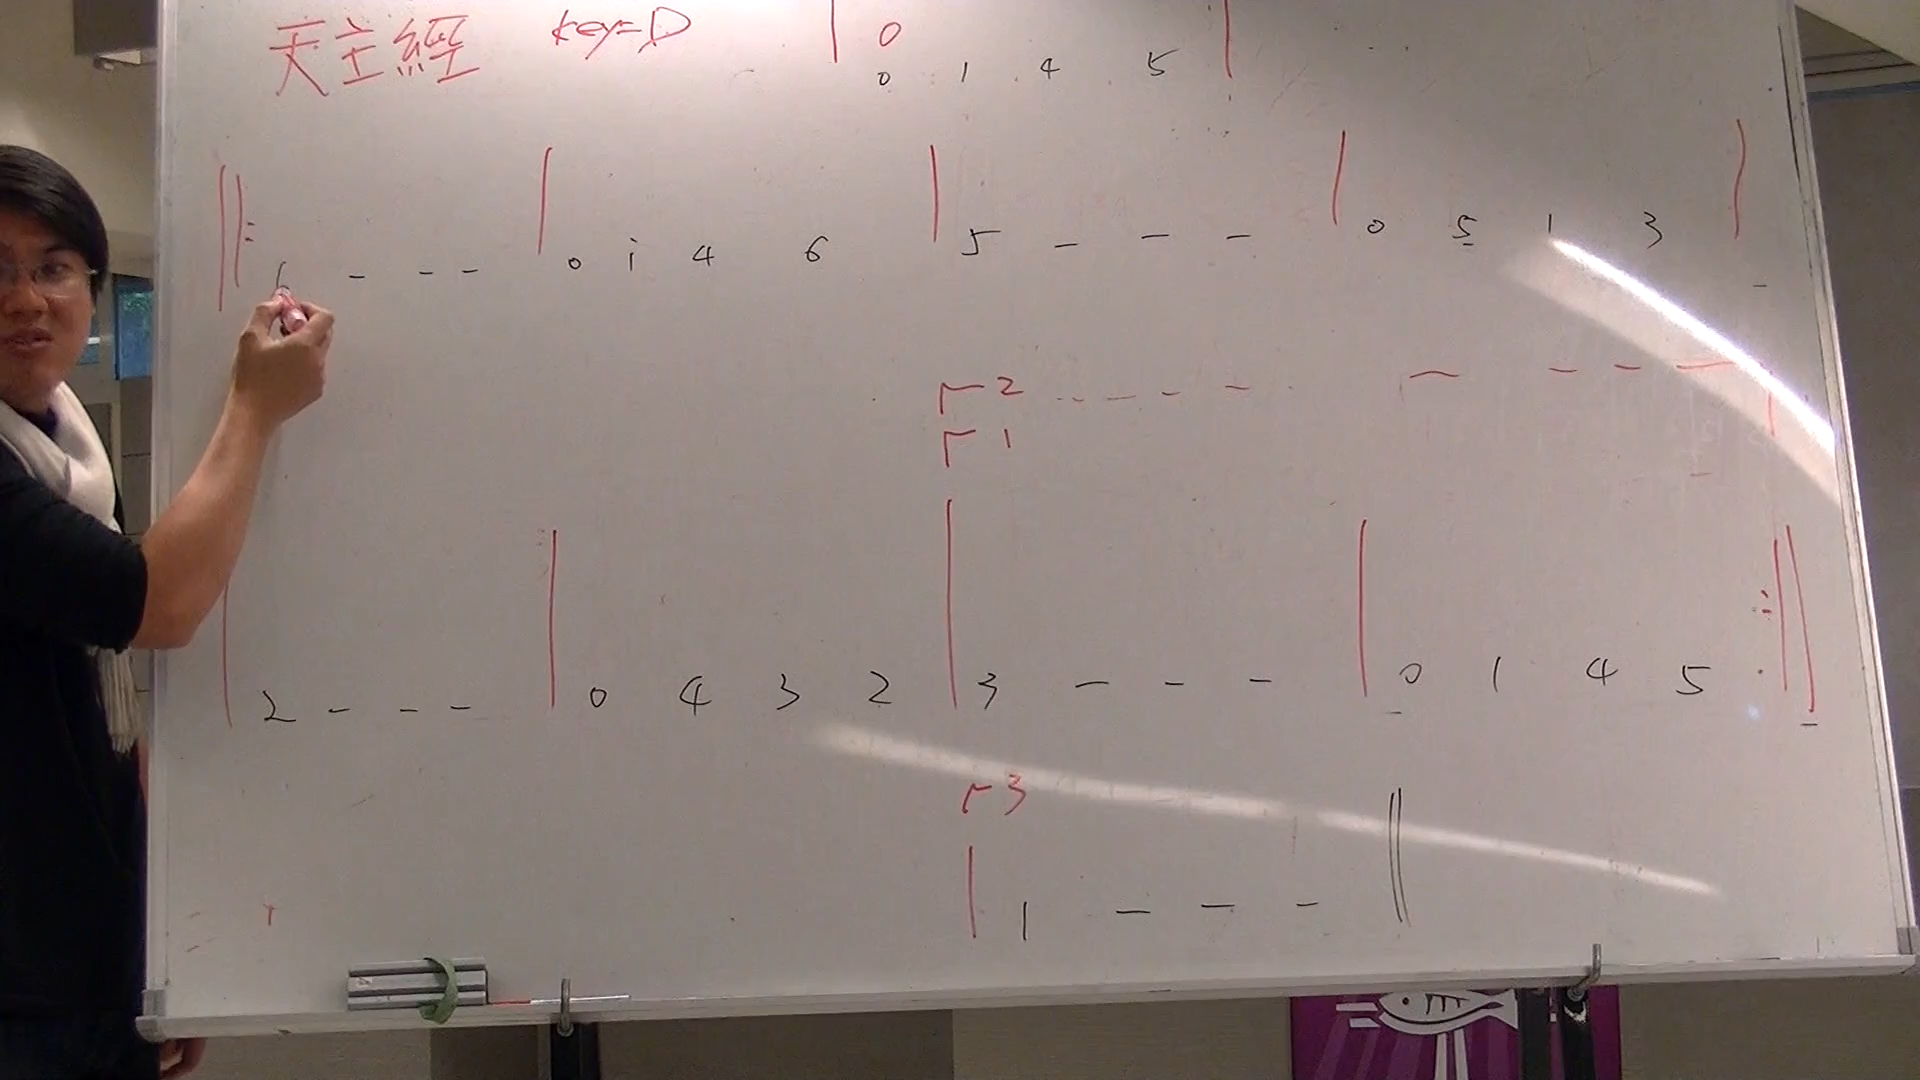 天主經 key=D | 0
0 1 4 5 |
||: 6 - - - | 0 i 4 6 | 5 - - - | 0 5̲ 1 3 |
┌ 2 - - - -
┌ 1
| 2 - - - | 0 4 3 2 | 3 - - - | 0 1 4 5 :||
┌ 3
| 1 - - - ||